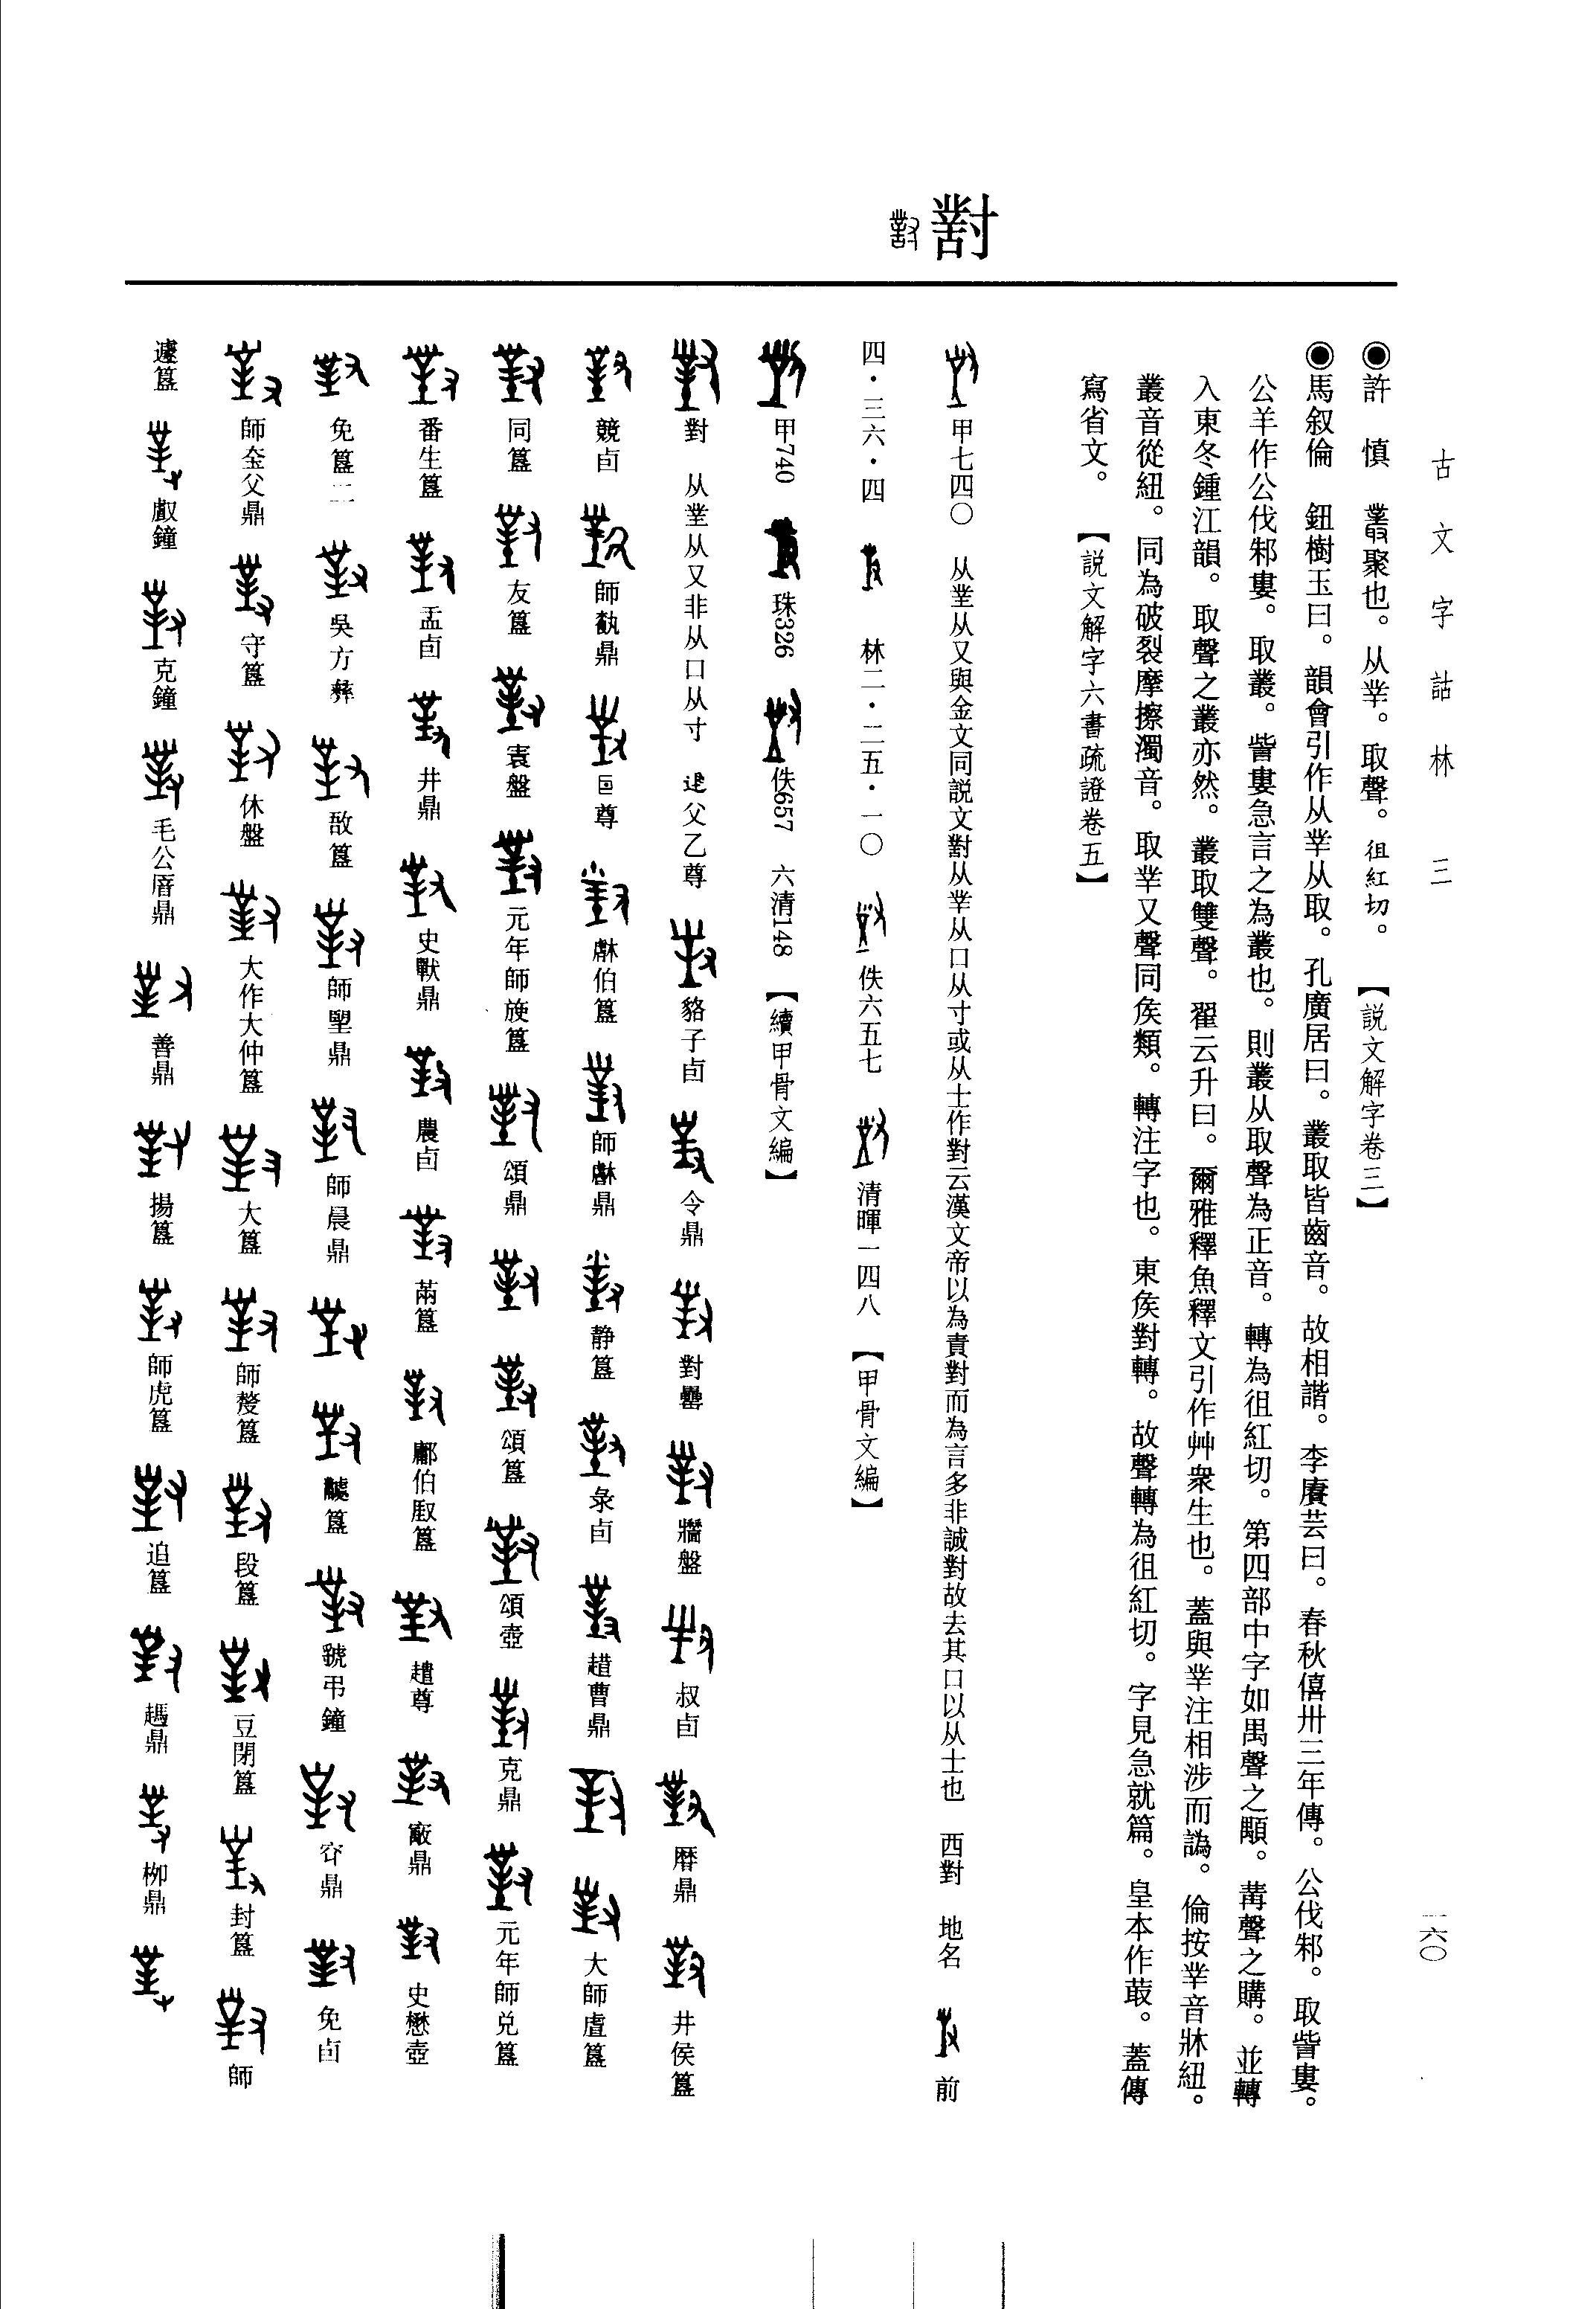 古文字詁林 三
一六〇
◉許 慎 叢聚也。从丵。取聲。徂紅切。【説文解字卷三】
◉馬叙倫 鈕樹玉曰。韻會引作从丵从取。孔廣居曰。叢取皆齒音。故相諧。李賡芸曰。春秋僖卅三年傳。公伐邾。取訾婁。
公羊作公伐邾婁。取叢。訾婁急言之為叢也。則叢从取聲為正音。轉為徂紅切。第四部中字如禺聲之顒。冓聲之購。並轉
入東冬鍾江韻。取聲之叢亦然。叢取雙聲。翟云升曰。爾雅釋魚釋文引作艸衆生也。蓋與丵注相涉而譌。倫按丵音牀紐。
叢音從紐。同為破裂摩擦濁音。取丵又聲同矦類。轉注字也。東矦對轉。故聲轉為徂紅切。字見急就篇。皇本作菆。蓋傳
寫省文。【説文解字六書疏證卷五】
對
甲七四〇 从丵从又與金文同説文對从丵从口从寸或从士作對云漢文帝以為責對而為言多非誠對故去其口以从士也 西對 地名 前
四·三六·四 林二·二五·一〇 佚六五七 清暉一四八 【甲骨文編】
甲740 珠326 佚657 六清148 【續甲骨文編】
對 从丵从又非从口从寸 父乙尊 貉子卣 令鼎 對罍 牆盤 叔卣 曆鼎 井侯簋
競卣 師鼎 尊 伯簋 師鼎 静簋 彔卣 趞曹鼎 大師虘簋
同簋 友簋 袁盤 元年師旋簋 頌鼎 頌簋 頌壺 克鼎 元年師兑簋
番生簋 盂卣 井鼎 史獸鼎 農卣 㒼簋 鄘伯簋 趞尊 鼎 史懋壺
免簋二 吳方彝 敔簋 師望鼎 師晨鼎 簋 虢弔鐘 鼎 免卣
師㝨父鼎 守簋 休盤 大作大仲簋 大簋 師簋 段簋 豆閉簋 封簋 師
遽簋 鐘 克鐘 毛公厝鼎 善鼎 揚簋 師虎簋 追簋 鼎 柳鼎